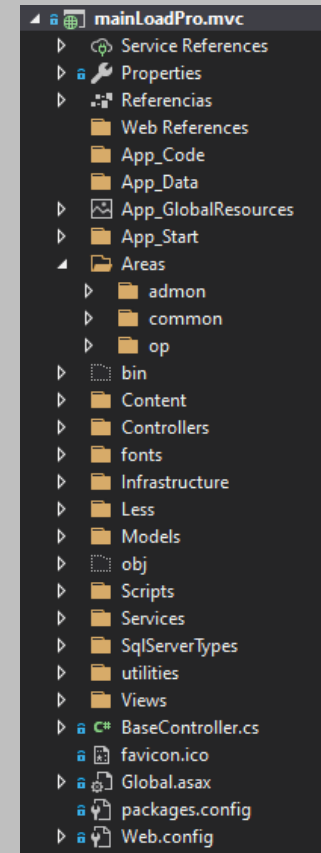 mainLoadPro.mvc
Service References
Properties
Referencias
Web References
App_Code
App_Data
App_GlobalResources
App_Start
Areas
admon
common
op
bin
Content
Controllers
fonts
Infrastructure
Less
Models
obj
Scripts
Services
SqlServerTypes
utilities
Views
C# BaseController.cs
favicon.ico
Global.asax
packages.config
Web.config